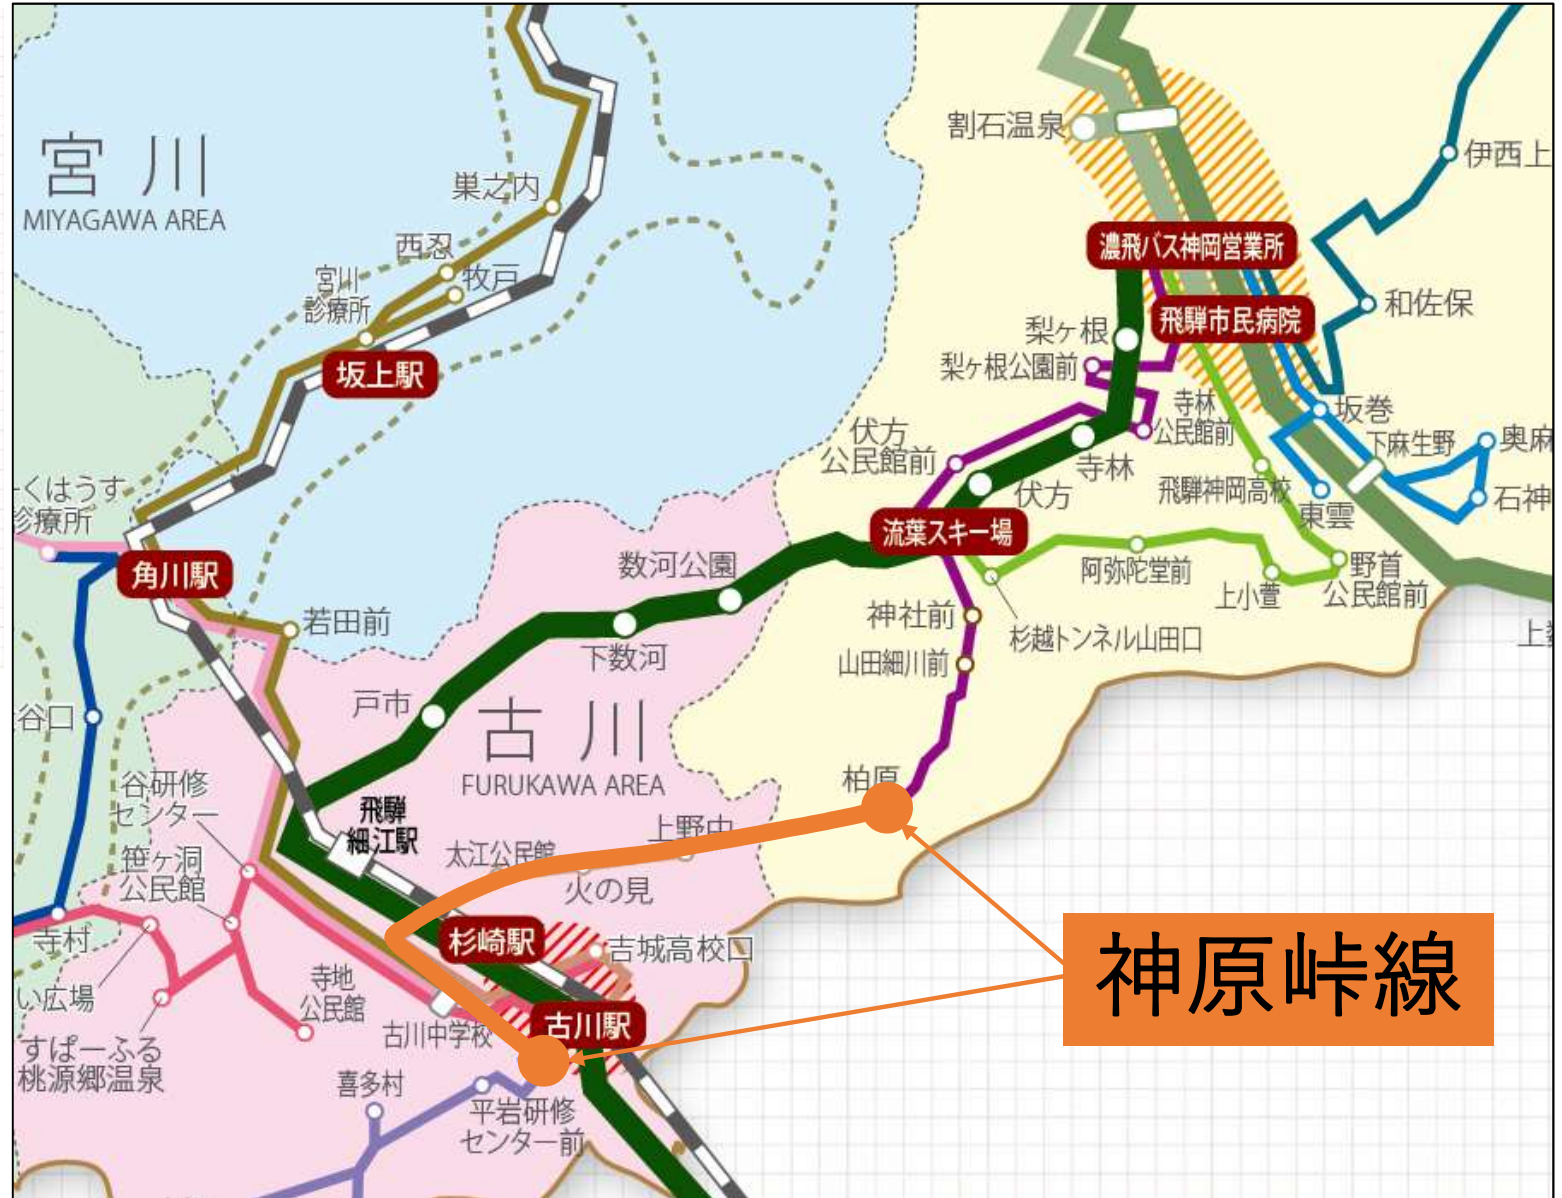 宮川
MIYAGAWA AREA
割石温泉
伊西上
巣之内
西忍
牧戸
宮川
診療所
坂上駅
濃飛バス神岡営業所
飛騨市民病院
和佐保
梨ヶ根
梨ヶ根公園前
寺林
公民館前
坂巻
下麻生野
奥麻
石神
伏方
公民館前
寺林
伏方
飛騨神岡高校
東雲
流葉スキー場
阿弥陀堂前
上小萱
野首
公民館前
杉越トンネル山田口
神社前
山田細川前
柏原
くはうす
診療所
角川駅
若田前
数河公園
下数河
戸市
古川
FURUKAWA AREA
谷口
谷研修
センター
飛騨
細江駅
上野中
太江公民館
火の見
笹ヶ洞
公民館
寺村
杉崎駅
吉城高校口
い広場
寺地
公民館
古川中学校
古川駅
すぱーふる
桃源郷温泉
喜多村
平岩研修
センター前
神原峠線